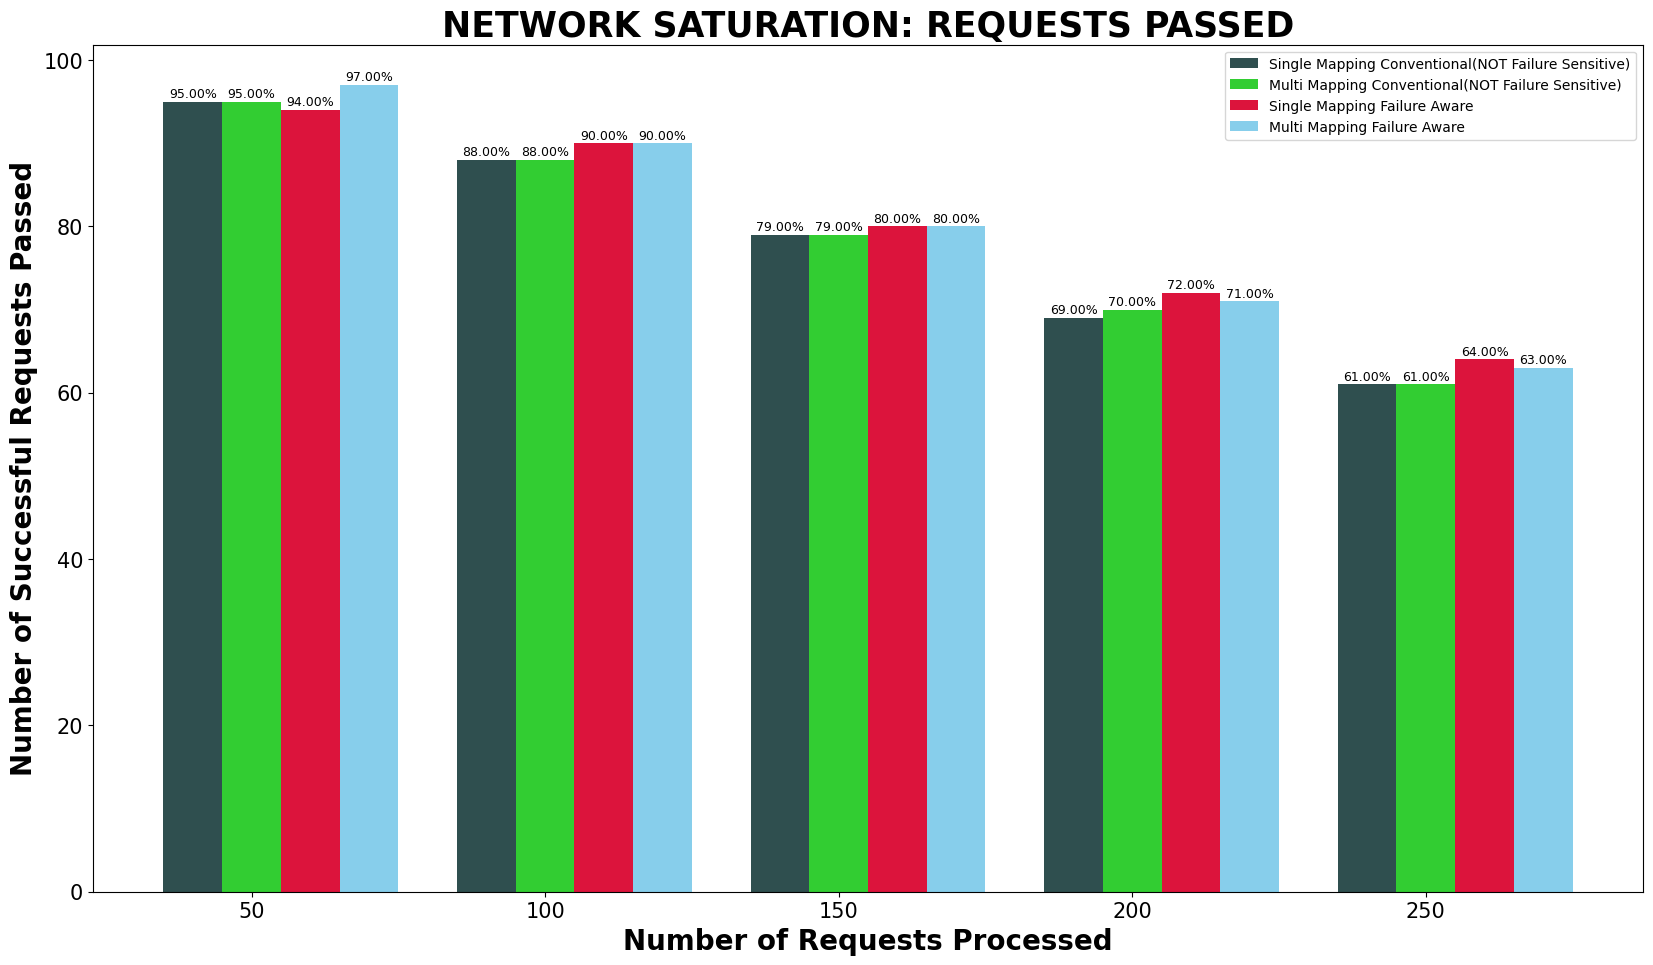 NETWORK SATURATION: REQUESTS PASSED
Number of Successful Requests Passed
100
80
60
40
20
0
Single Mapping Conventional(NOT Failure Sensitive)
Multi Mapping Conventional(NOT Failure Sensitive)
Single Mapping Failure Aware
Multi Mapping Failure Aware
95.00% 95.00% 94.00% 97.00%
88.00% 88.00% 90.00% 90.00%
79.00% 79.00% 80.00% 80.00%
69.00% 70.00% 72.00% 71.00%
61.00% 61.00% 64.00% 63.00%
50 100 150 200 250
Number of Requests Processed